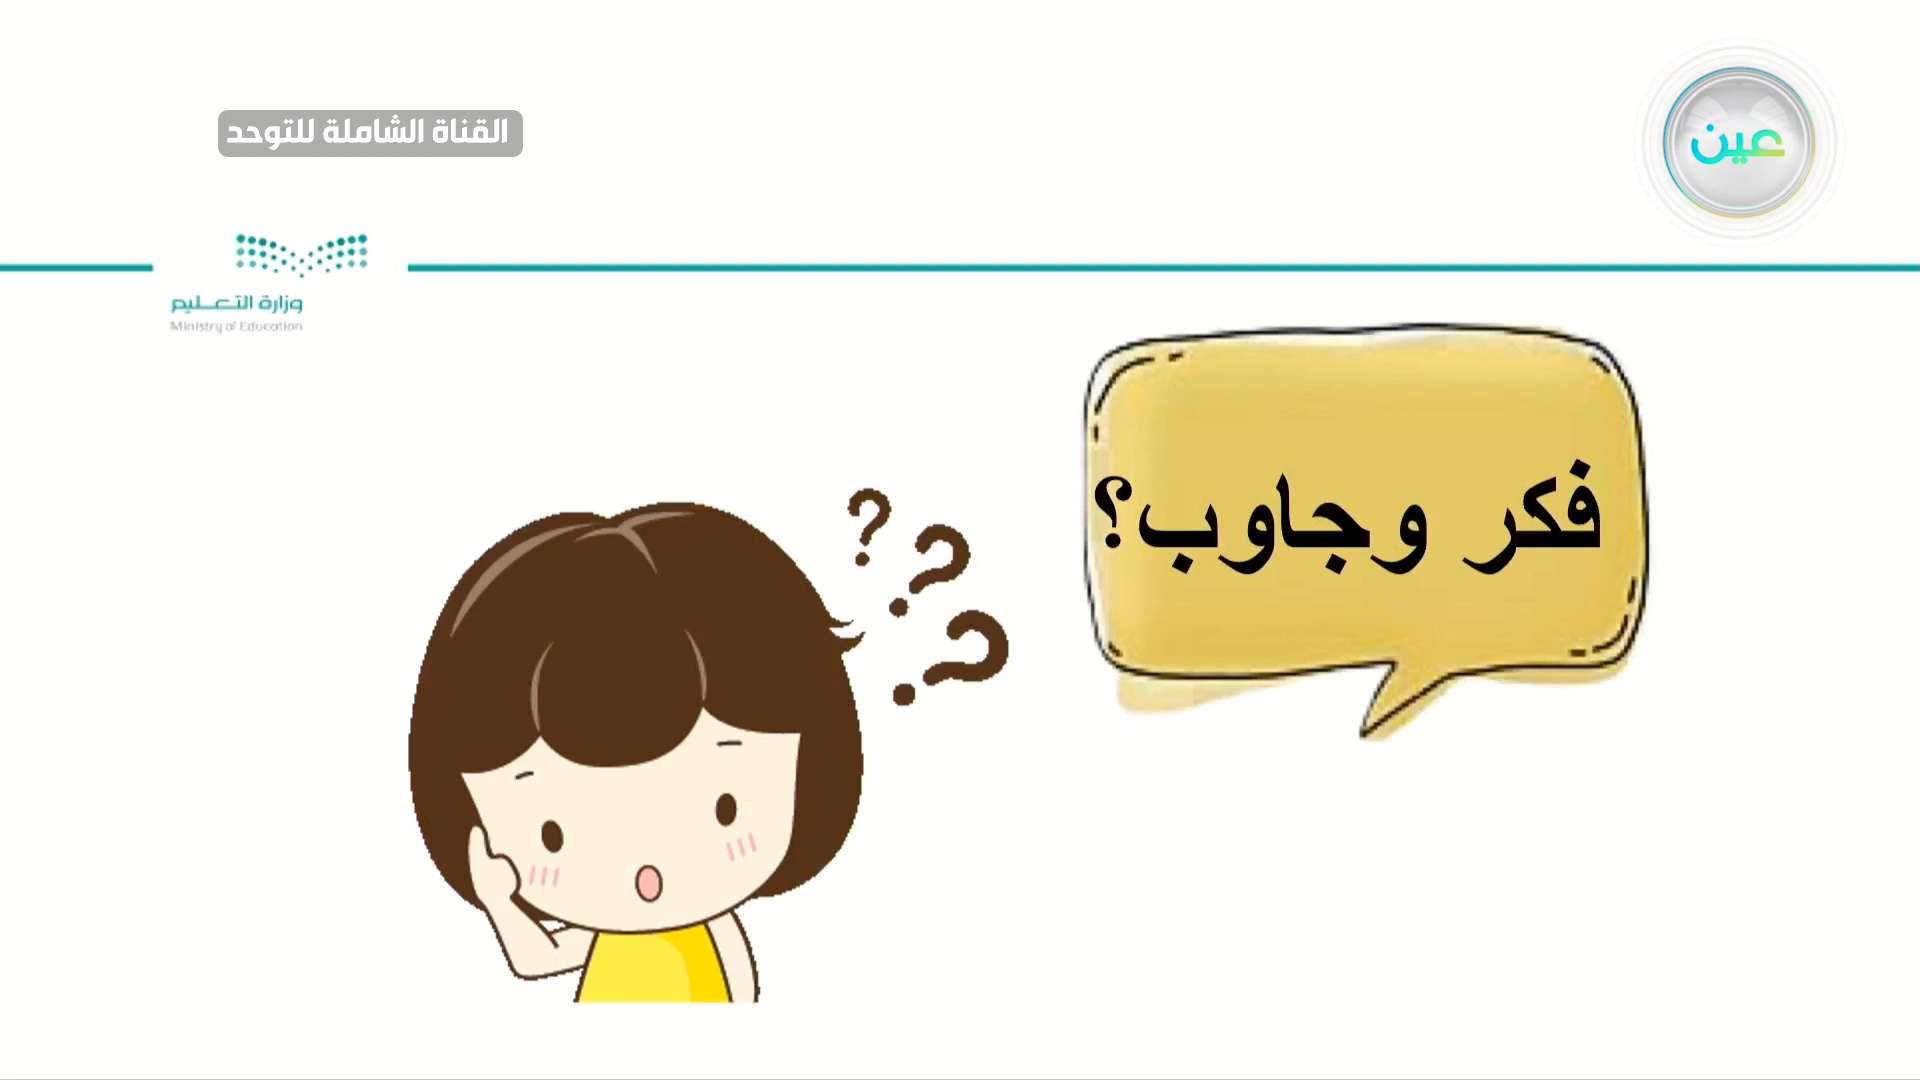 القناة الشاملة للتوحد
عين
وزارة التعليم
Ministry of Education
فكر وجاوب؟